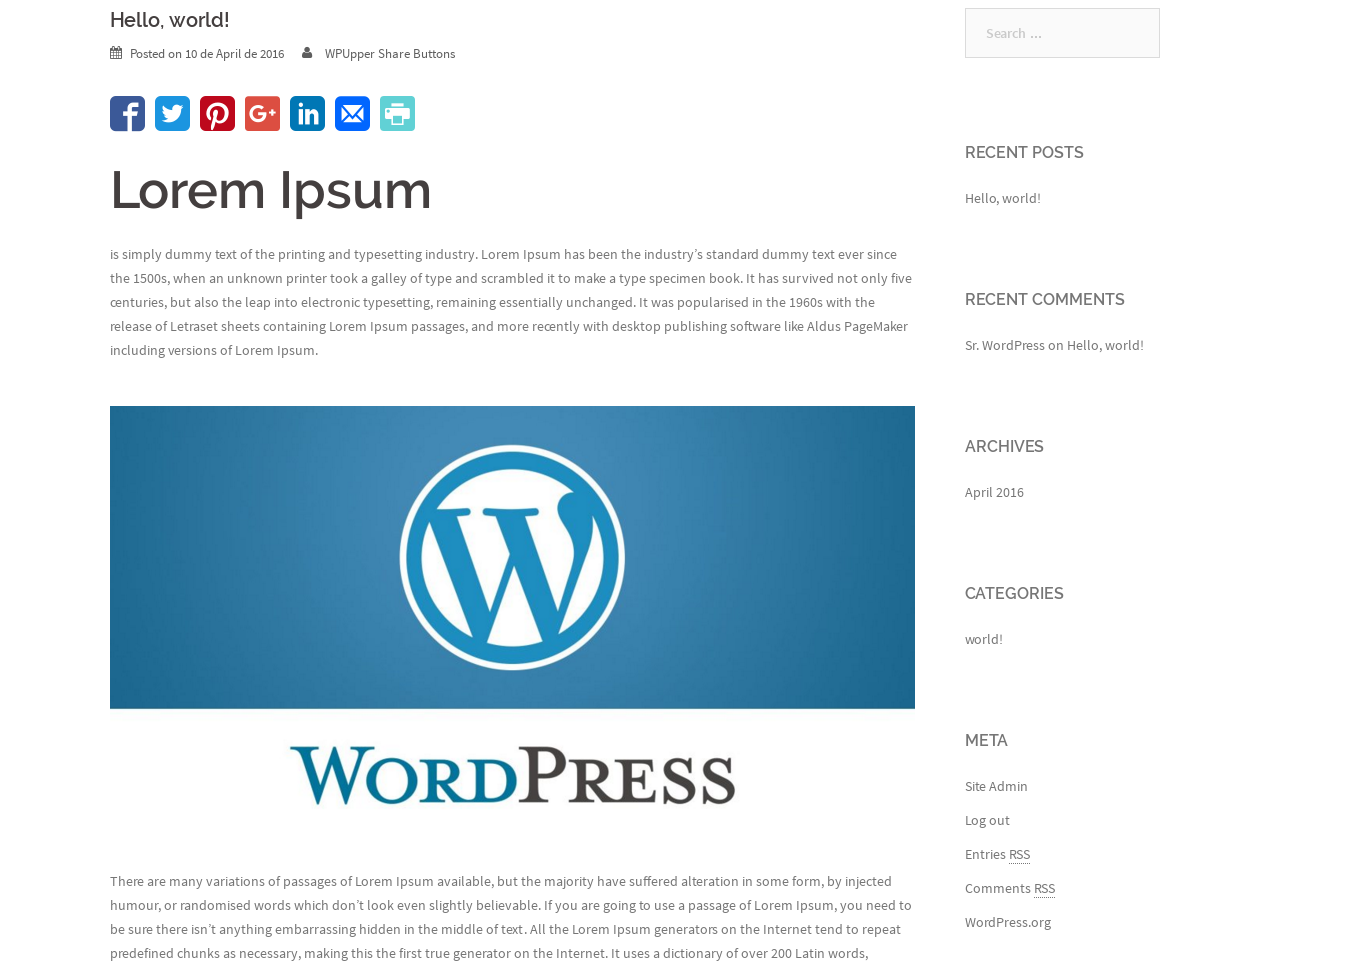 Hello, world!
Posted on 10 de April de 2016 WPUpper Share Buttons
Lorem Ipsum
is simply dummy text of the printing and typesetting industry. Lorem Ipsum has been the industry’s standard dummy text ever since
the 1500s, when an unknown printer took a galley of type and scrambled it to make a type specimen book. It has survived not only five
centuries, but also the leap into electronic typesetting, remaining essentially unchanged. It was popularised in the 1960s with the
release of Letraset sheets containing Lorem Ipsum passages, and more recently with desktop publishing software like Aldus PageMaker
including versions of Lorem Ipsum.
WORDPRESS
There are many variations of passages of Lorem Ipsum available, but the majority have suffered alteration in some form, by injected
humour, or randomised words which don’t look even slightly believable. If you are going to use a passage of Lorem Ipsum, you need to
be sure there isn’t anything embarrassing hidden in the middle of text. All the Lorem Ipsum generators on the Internet tend to repeat
predefined chunks as necessary, making this the first true generator on the Internet. It uses a dictionary of over 200 Latin words,
Search ...
RECENT POSTS
Hello, world!
RECENT COMMENTS
Sr. WordPress on Hello, world!
ARCHIVES
April 2016
CATEGORIES
world!
META
Site Admin
Log out
Entries RSS
Comments RSS
WordPress.org